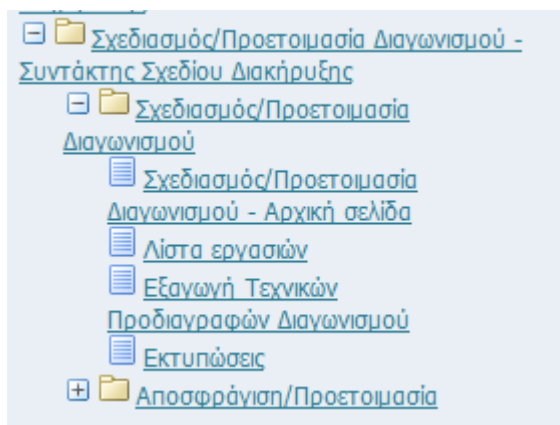 Σχεδιασμός/Προετοιμασία Διαγωνισμού -
Συντάκτης Σχεδίου Διακήρυξης
Σχεδιασμός/Προετοιμασία
Διαγωνισμού
Σχεδιασμός/Προετοιμασία
Διαγωνισμού - Αρχική σελίδα
Λίστα εργασιών
Εξαγωγή Τεχνικών
Προδιαγραφών Διαγωνισμού
Εκτυπώσεις
Αποσφράγιση/Προετοιμασία